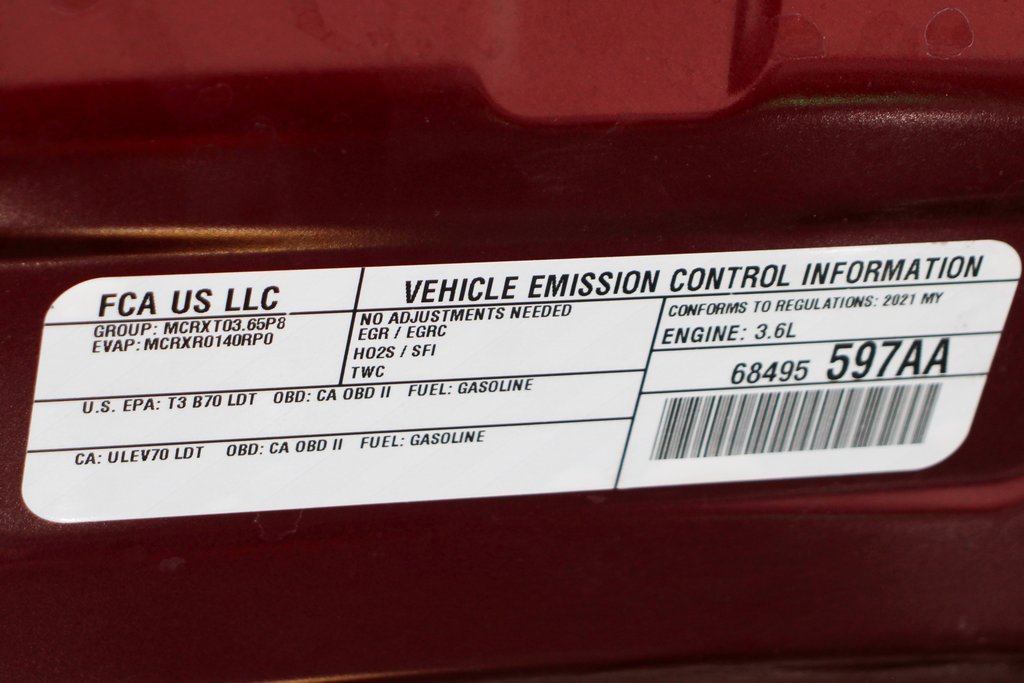 FCA US LLC
GROUP: MCRXT03.65P8
EVAP: MCRXR0140RP0
VEHICLE EMISSION CONTROL INFORMATION
NO ADJUSTMENTS NEEDED
EGR / EGRC
HO2S / SFI
TWC
CONFORMS TO REGULATIONS: 2021 MY
ENGINE: 3.6L
68495 597AA
U.S. EPA: T3 B70 LDT OBD: CA OBD II FUEL: GASOLINE
CA: ULEV70 LDT OBD: CA OBD II FUEL: GASOLINE